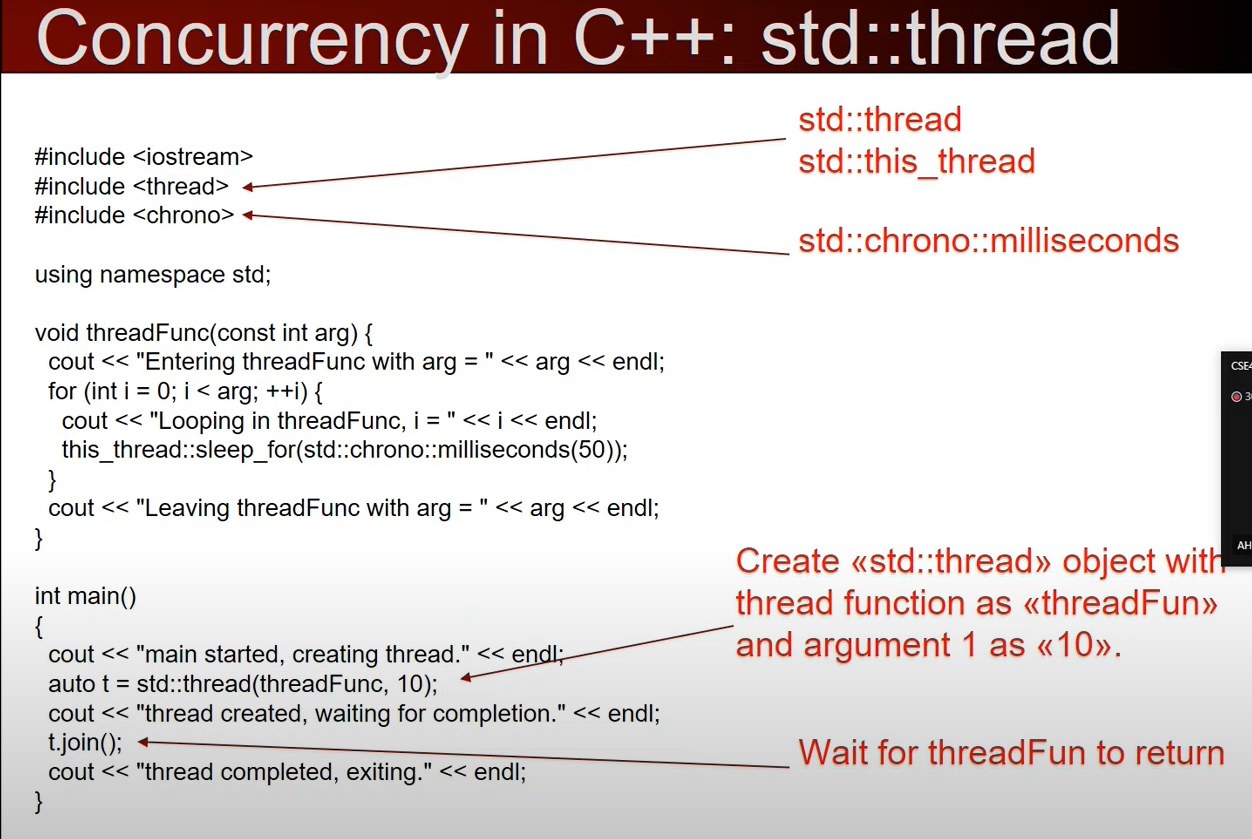 Concurrency in C++: std::thread
#include <iostream>
#include <thread>
#include <chrono>
using namespace std;
void threadFunc(const int arg) {
cout << "Entering threadFunc with arg = " << arg << endl;
for (int i = 0; i < arg; ++i) {
cout << "Looping in threadFunc, i = " << i << endl;
this_thread::sleep_for(std::chrono::milliseconds(50));
}
cout << "Leaving threadFunc with arg = " << arg << endl;
}
int main()
{
cout << "main started, creating thread." << endl;
auto t = std::thread(threadFunc, 10);
cout << "thread created, waiting for completion." << endl;
t.join();
cout << "thread completed, exiting." << endl;
}
std::thread
std::this_thread
std::chrono::milliseconds
Create «std::thread» object with
thread function as «threadFun»
and argument 1 as «10».
Wait for threadFun to return
AH